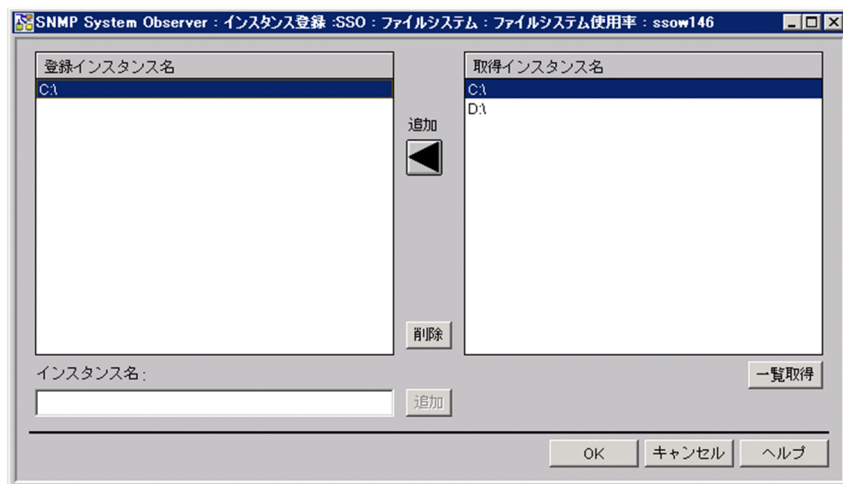 SNMP System Observer : インスタンス登録 :SSO : ファイルシステム : ファイルシステム使用率 : ssow146
登録インスタンス名
C:\
追加
取得インスタンス名
C:\
D:\
削除
インスタンス名:
追加
一覧取得
OK
キャンセル
ヘルプ